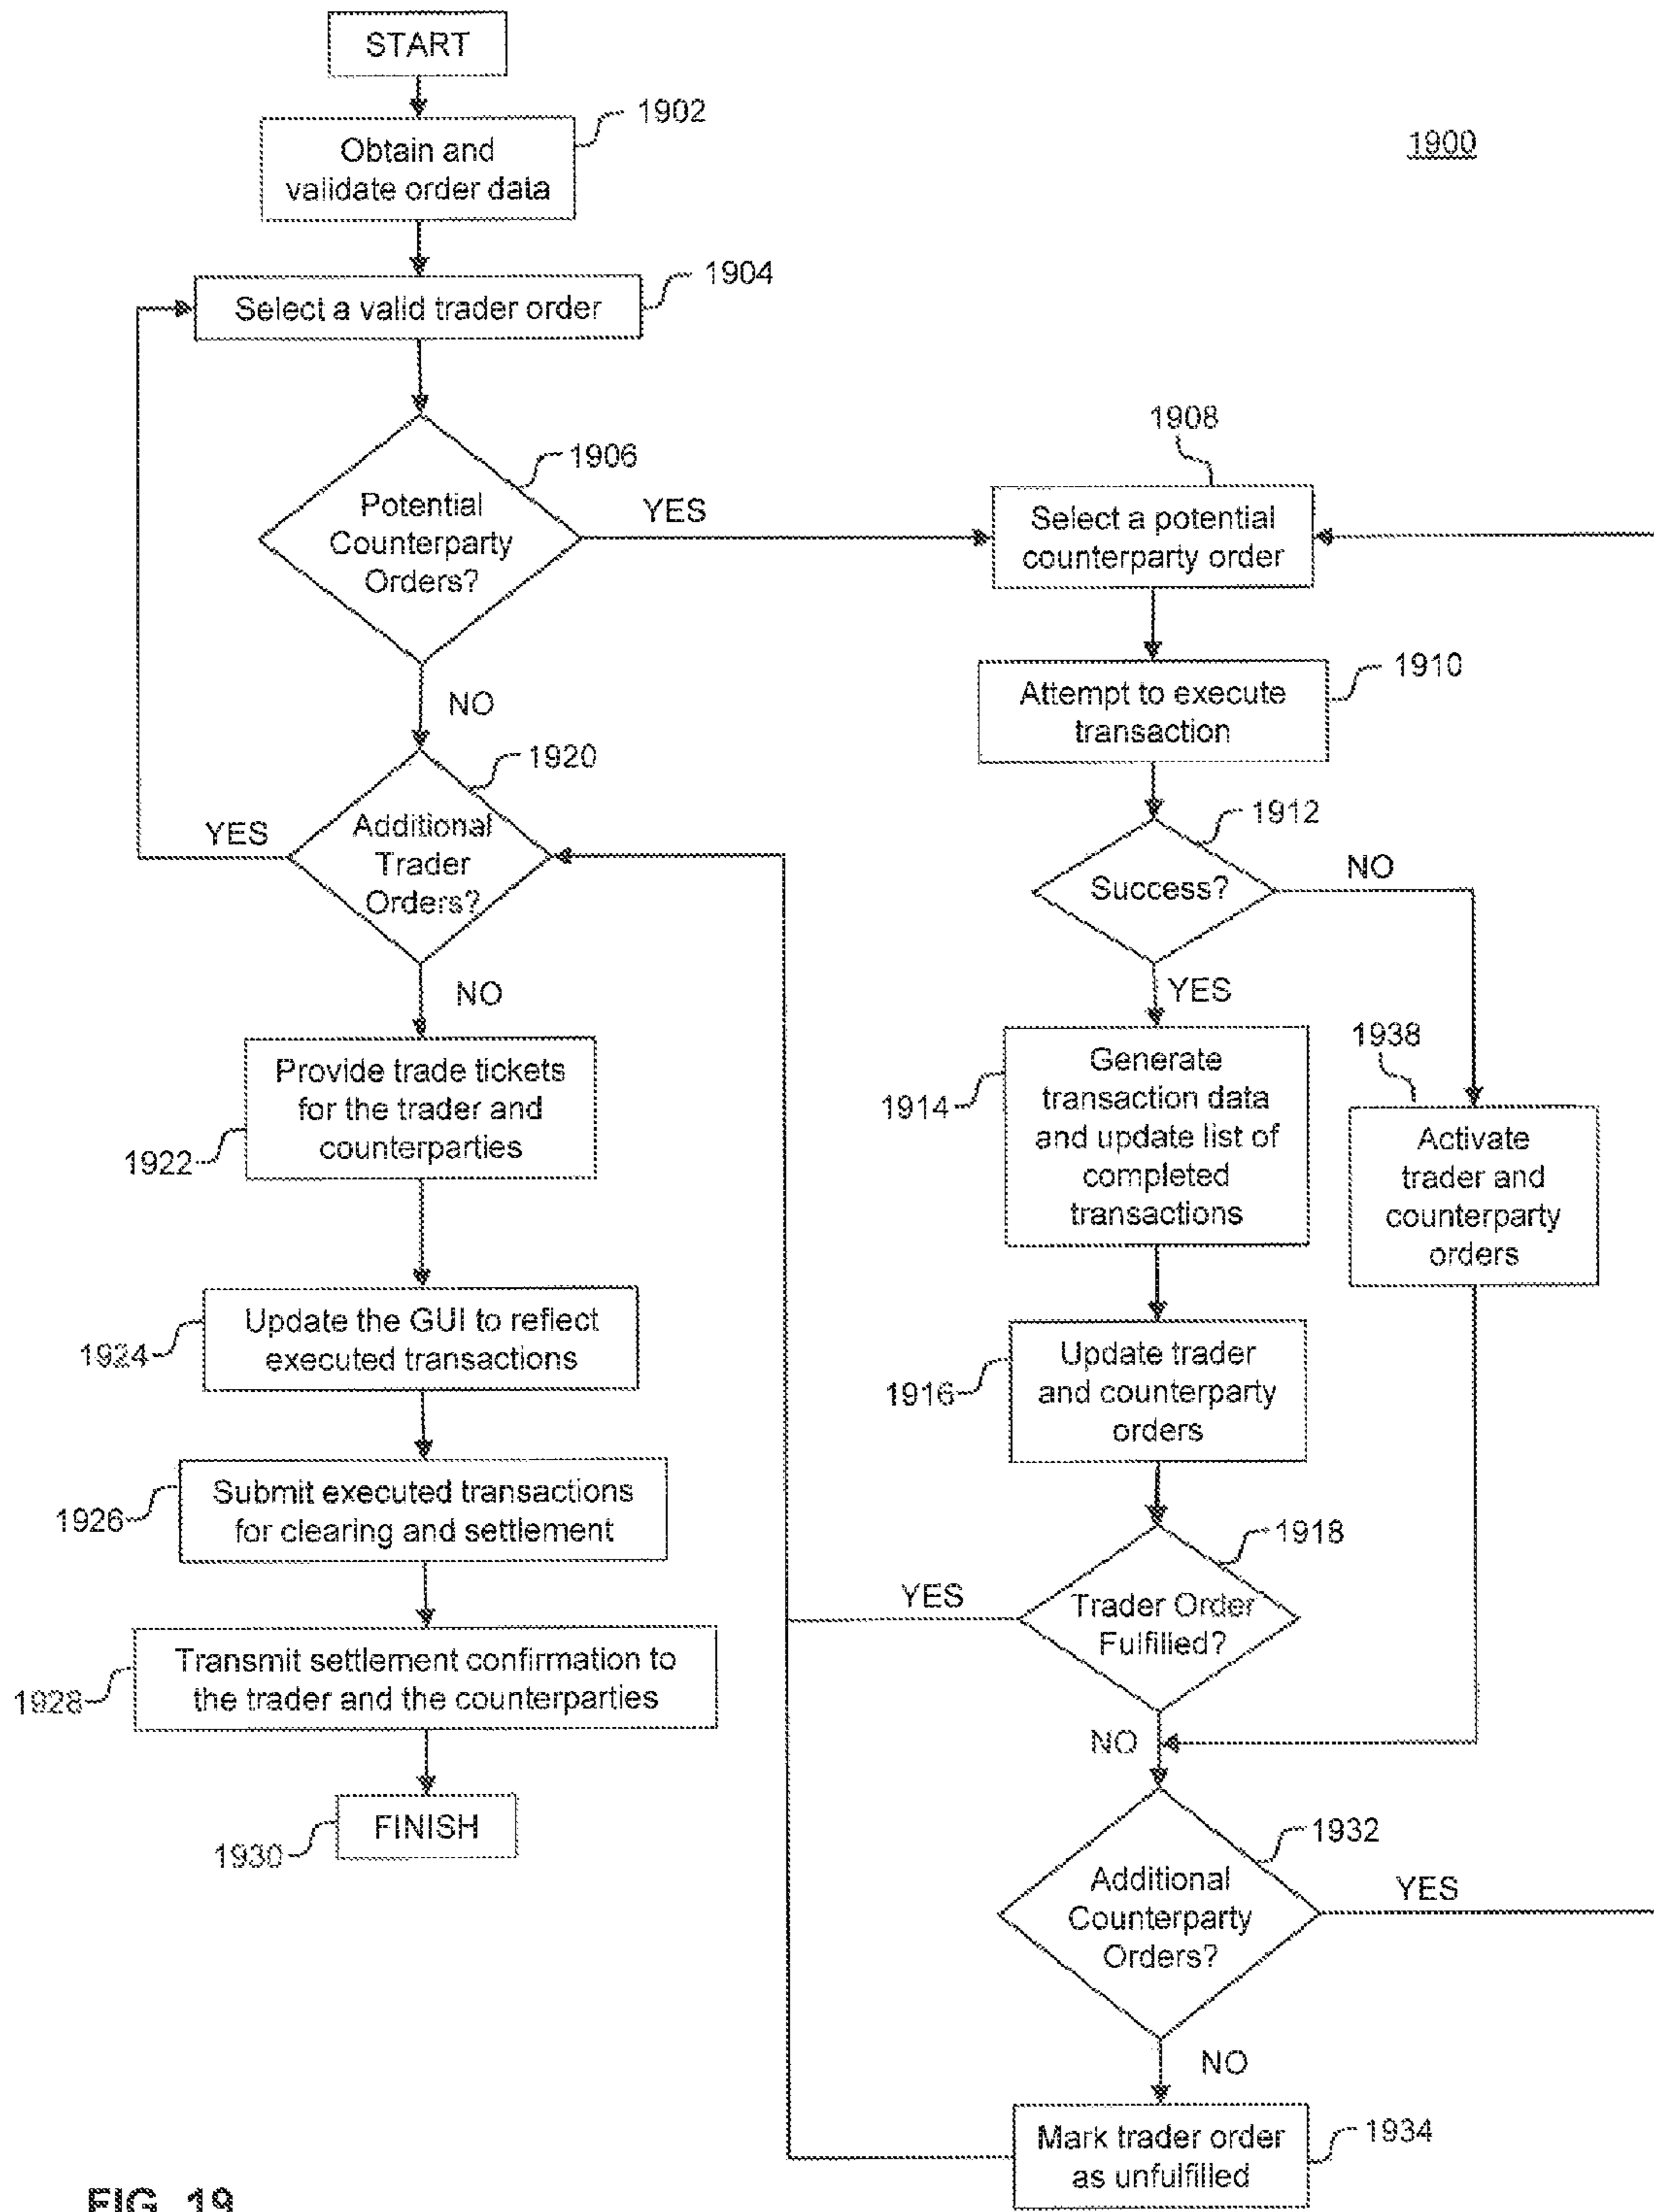 START
1902
Obtain and
validate order data
1900
1904
Select a valid trader order
1906
Potential
Counterparty
Orders?
YES
NO
1908
Select a potential
counterparty order
1910
Attempt to execute
transaction
1912
Success?
NO
YES
1920
Additional
Trader
Orders?
YES
NO
1914
Generate
transaction data
and update list of
completed
transactions
1938
Activate
trader and
counterparty
orders
1922
Provide trade tickets
for the trader and
counterparties
1916
Update trader
and counterparty
orders
1924
Update the GUI to reflect
executed transactions
1926
Submit executed transactions
for clearing and settlement
1918
Trader Order
Fulfilled?
YES
NO
1928
Transmit settlement confirmation to
the trader and the counterparties
1930
FINISH
1932
Additional
Counterparty
Orders?
YES
NO
1934
Mark trader order
as unfulfilled
FIG. 19